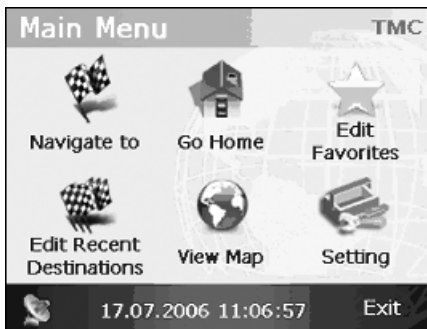 Main Menu TMC
Navigate to
Go Home
Edit
Favorites
Edit Recent
Destinations
View Map
Setting
17.07.2006 11:06:57 Exit